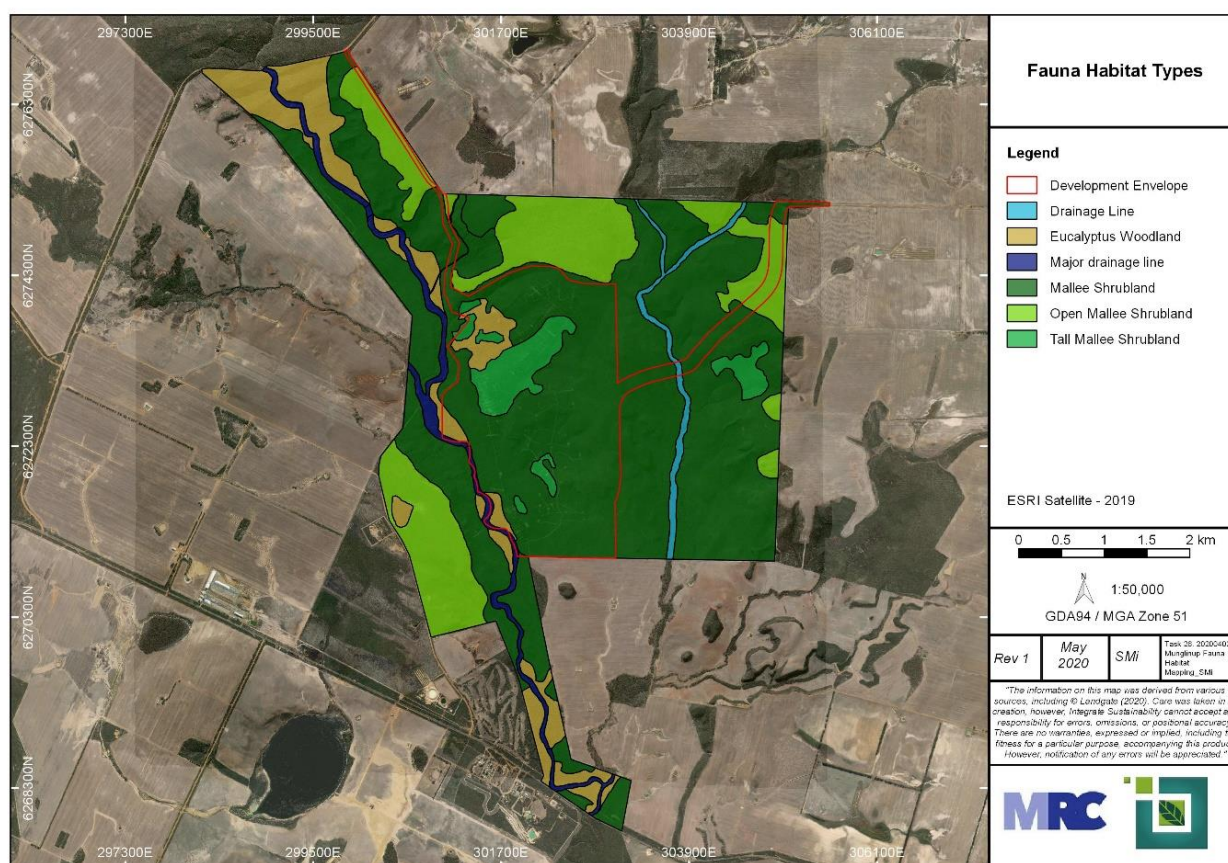 297300E
299500E
301700E
303900E
306100E
6276300N
6274300N
6272300N
6270300N
6268300N
297300E
299500E
301700E
303900E
306100E
Fauna Habitat Types
Legend
Development Envelope
Drainage Line
Eucalyptus Woodland
Major drainage line
Mallee Shrubland
Open Mallee Shrubland
Tall Mallee Shrubland
ESRI Satellite - 2019
0 0.5 1 1.5 2 km
N
1:50,000
GDA94 / MGA Zone 51
Rev 1
May
2020
SMi
Munglinup Fauna
Habitat
Mapping_SMi
"The information on this map was derived from various
sources, including © Landgate (2020). Care was taken in
creation, however, Integrate Sustainability cannot accept
responsibility for errors, omissions, or positional accuracy.
There are no warranties, expressed or implied, including
fitness for a particular purpose, accompanying this
However, notification of any errors will be appreciated."
MRC